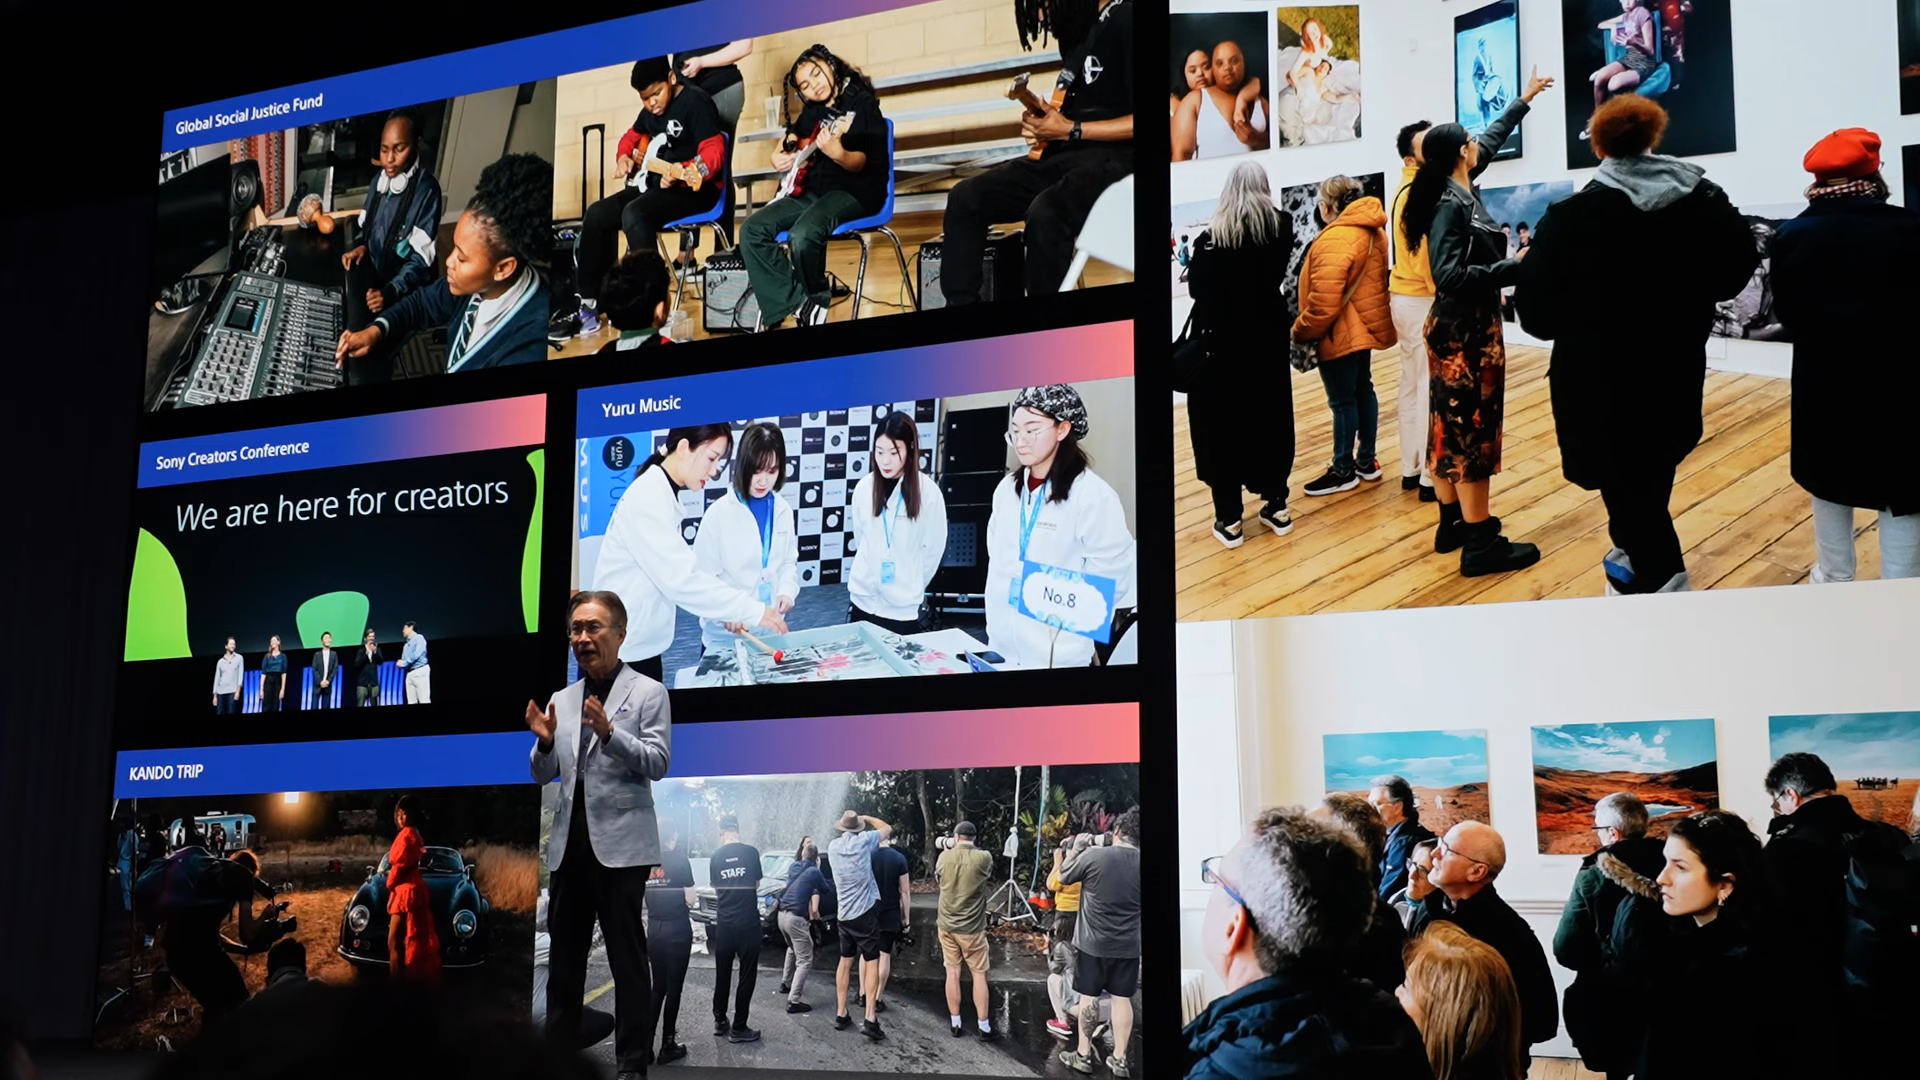 Global Social Justice Fund
Sony Creators Conference
We are here for creators
Yuru Music
YURU
No.8
KANDO TRIP
STAFF